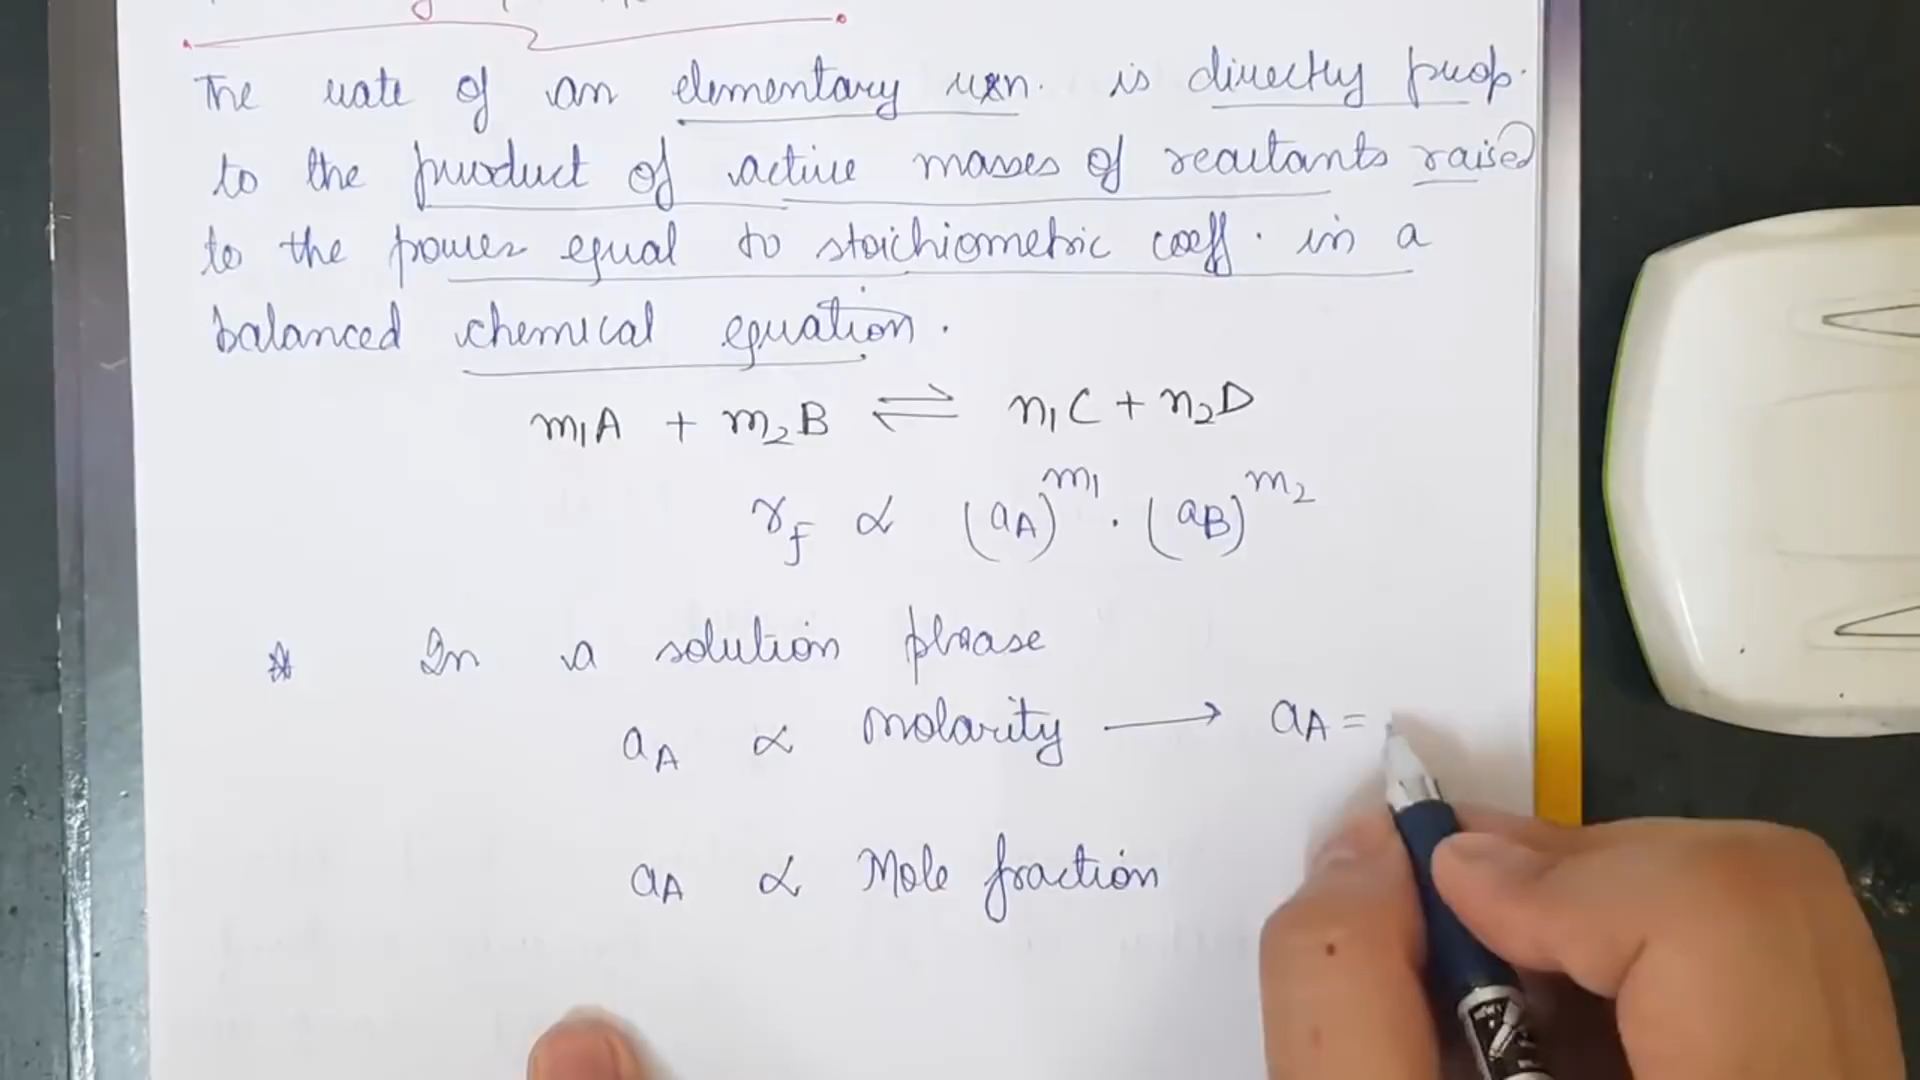 The rate of an elementary rxn. is directly prop.
to the product of active masses of reactants raised
to the power equal to stoichiometric coeff. in a
balanced chemical equation.
m₁A + m₂B ⇌ n₁C + n₂D
r_f ∝ (a_A)^m₁ · (a_B)^m₂
* In a solution phase
a_A ∝ molarity → a_A =
a_A ∝ Mole fraction